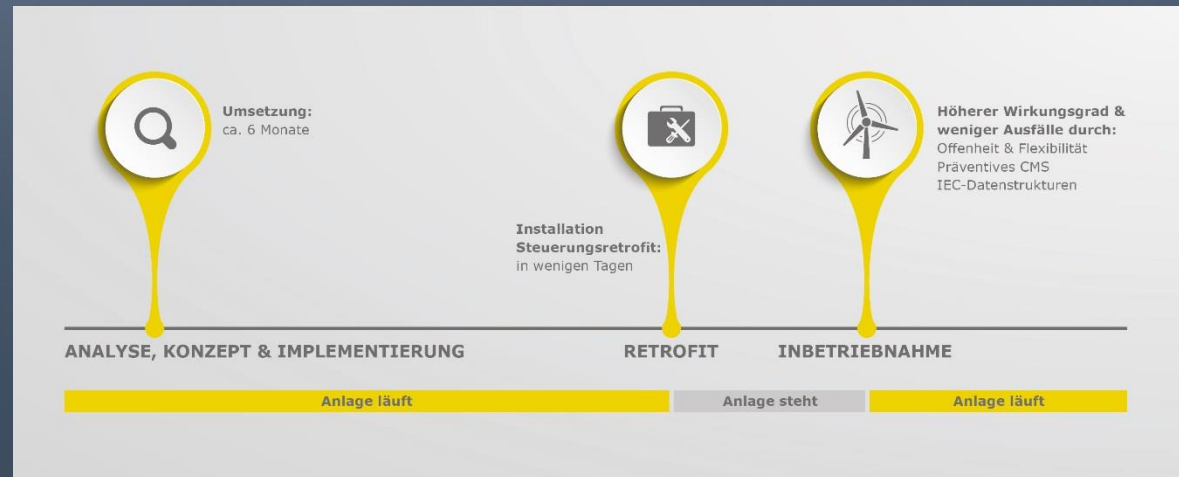 Umsetzung:
ca. 6 Monate
Installation
Steuerungsretrofit:
in wenigen Tagen
Höherer Wirkungsgrad &
weniger Ausfälle durch:
Offenheit & Flexibilität
Präventives CMS
IEC-Datenstrukturen
ANALYSE, KONZEPT & IMPLEMENTIERUNG
RETROFIT
INBETRIEBNAHME
Anlage läuft
Anlage steht
Anlage läuft